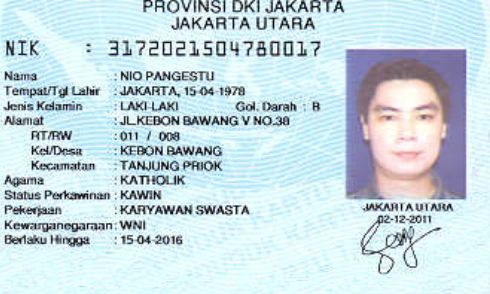 PROVINSI DKI JAKARTA
JAKARTA UTARA
NIK : 3172021504780017
Nama : NIO PANGESTU
Tempat/Tgl Lahir : JAKARTA, 15-04-1978
Jenis Kelamin : LAKI-LAKI Gol. Darah : B
Alamat : JL.KEBON BAWANG V NO.38
RT/RW : 011 / 008
Kel/Desa : KEBON BAWANG
Kecamatan : TANJUNG PRIOK
Agama : KATHOLIK
Status Perkawinan : KAWIN
Pekerjaan : KARYAWAN SWASTA
Kewarganegaraan : WNI
Berlaku Hingga : 15-04-2016
JAKARTA UTARA
02-12-2011